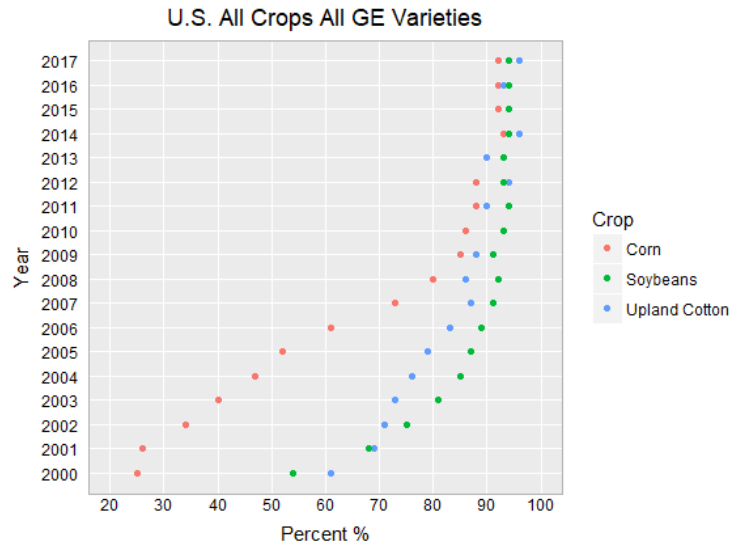 U.S. All Crops All GE Varieties
2017
2016
2015
2014
2013
2012
2011
2010
2009
2008
2007
2006
2005
2004
2003
2002
2001
2000
Year
20 30 40 50 60 70 80 90 100
Percent %
Crop
Corn
Soybeans
Upland Cotton